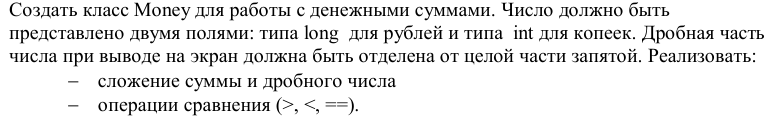 Создать класс Money для работы с денежными суммами. Число должно быть
представлено двумя полями: типа long для рублей и типа int для копеек. Дробная часть
числа при выводе на экран должна быть отделена от целой части запятой. Реализовать:
– сложение суммы и дробного числа
– операции сравнения (>, <, ==).